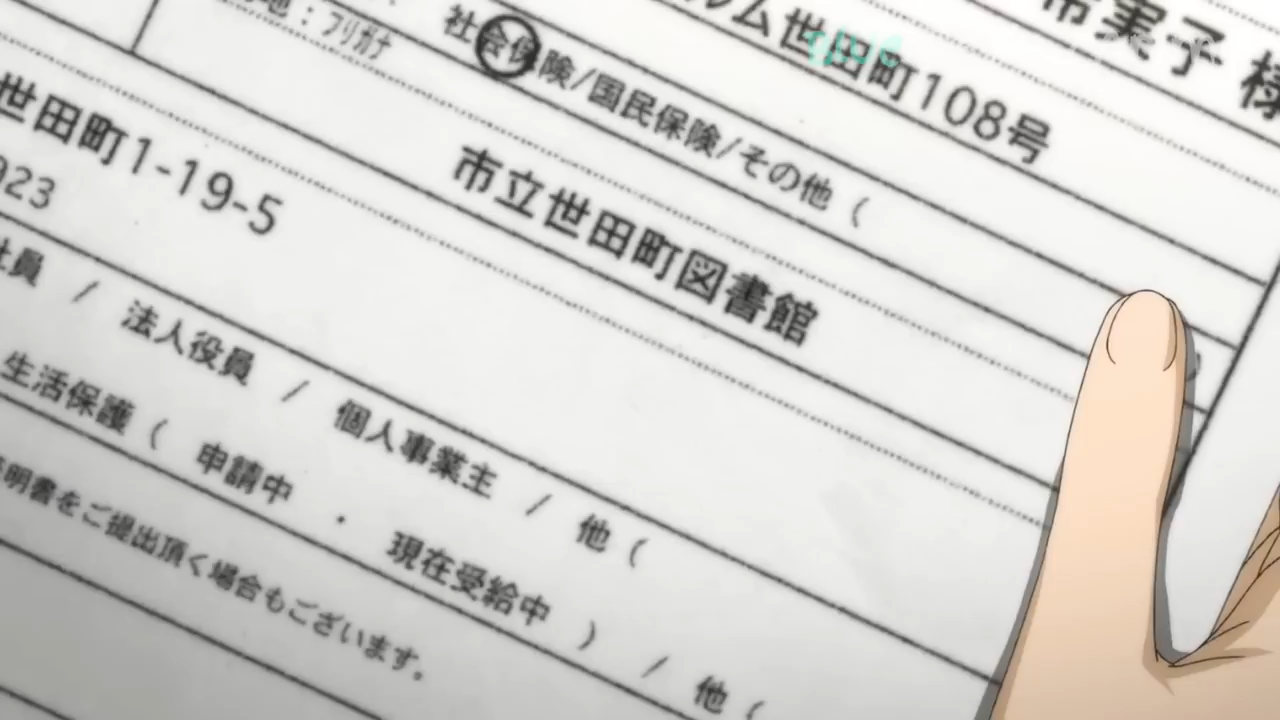 実子 様
ルム世田町108号
社会保険/国民保険/その他 (
地：フリガナ
市立世田町図書館
世田町1-19-5
923
社員 / 法人役員 / 個人事業主 / 他 (
生活保護 ( 申請中 ・ 現在受給中 ) / 他 (
明書をご提出頂く場合もございます。